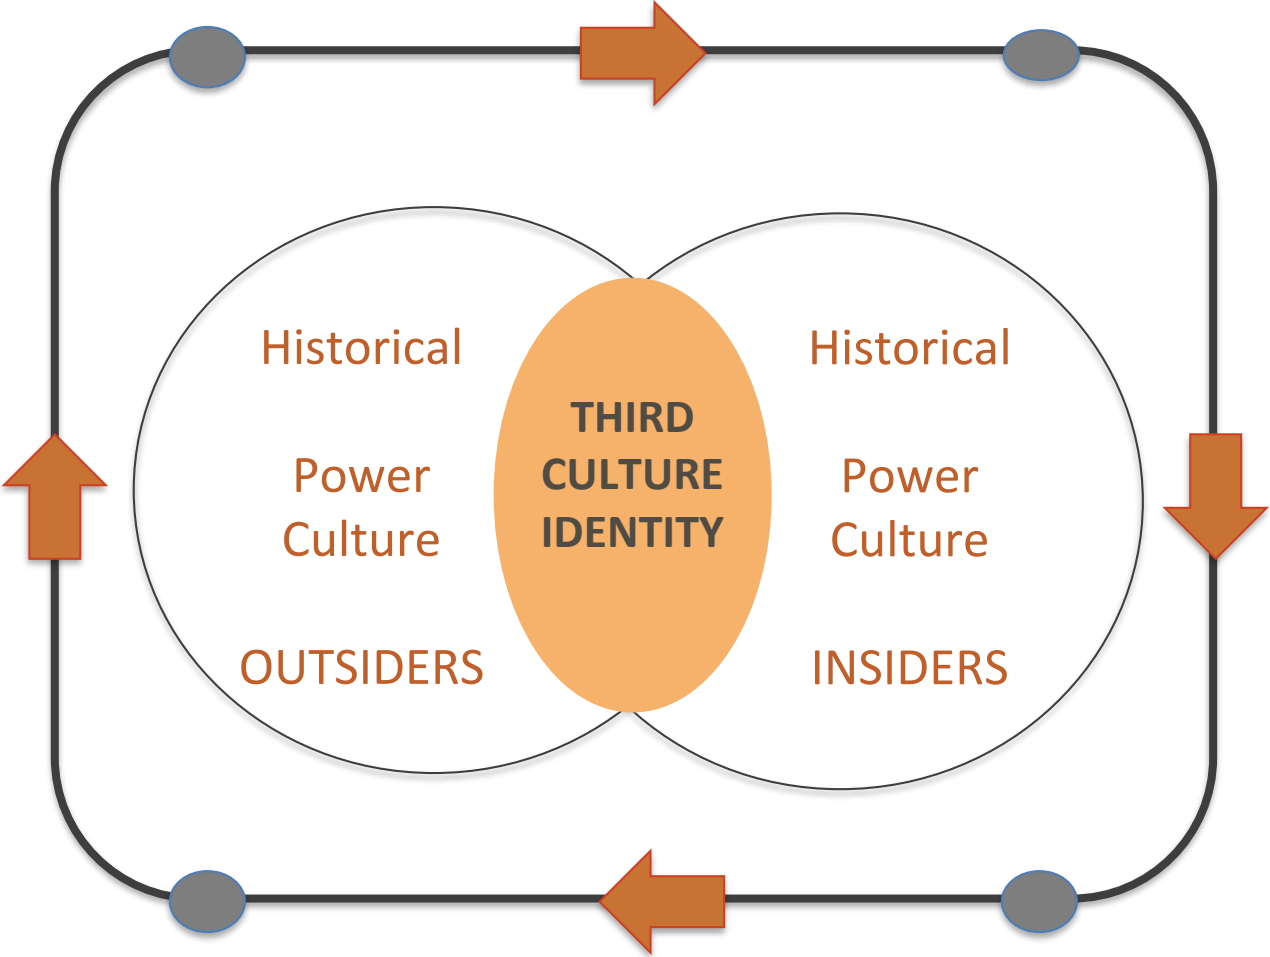 Historical
Power
Culture
OUTSIDERS
THIRD
CULTURE
IDENTITY
Historical
Power
Culture
INSIDERS